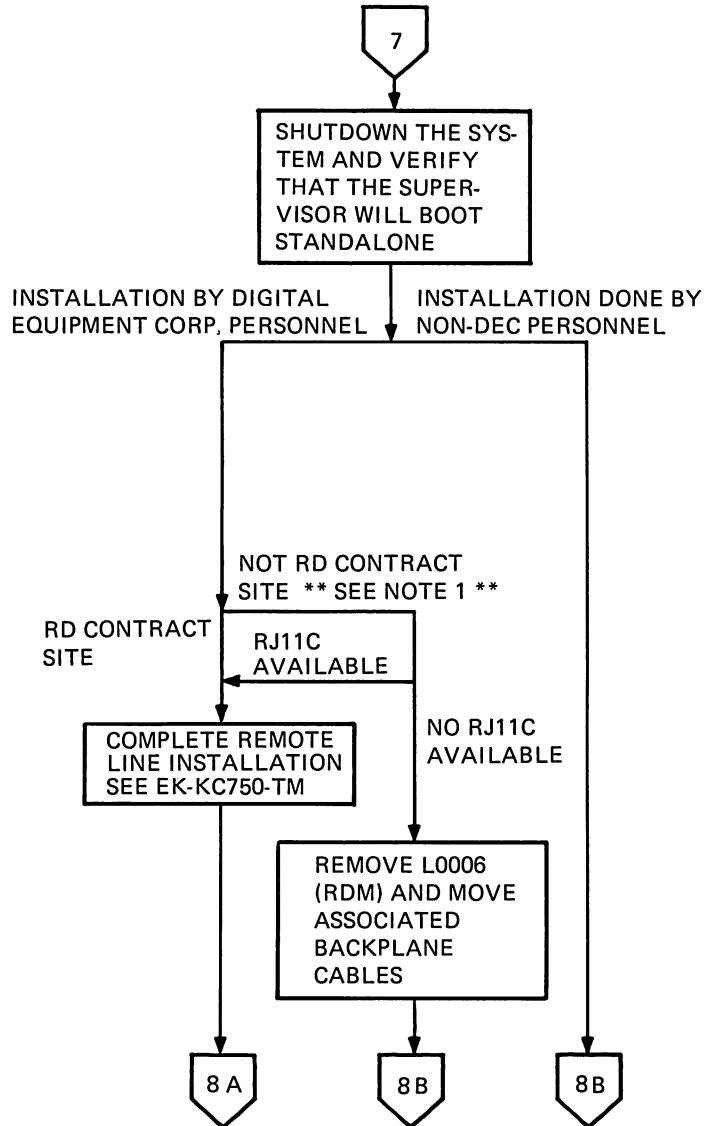 7
SHUTDOWN THE SYS-
TEM AND VERIFY
THAT THE SUPER-
VISOR WILL BOOT
STANDALONE
INSTALLATION BY DIGITAL
EQUIPMENT CORP, PERSONNEL
INSTALLATION DONE BY
NON-DEC PERSONNEL
NOT RD CONTRACT
SITE ** SEE NOTE 1 **
RD CONTRACT
SITE
RJ11C
AVAILABLE
NO RJ11C
AVAILABLE
COMPLETE REMOTE
LINE INSTALLATION
SEE EK-KC750-TM
REMOVE L0006
(RDM) AND MOVE
ASSOCIATED
BACKPLANE
CABLES
8A
8B
8B